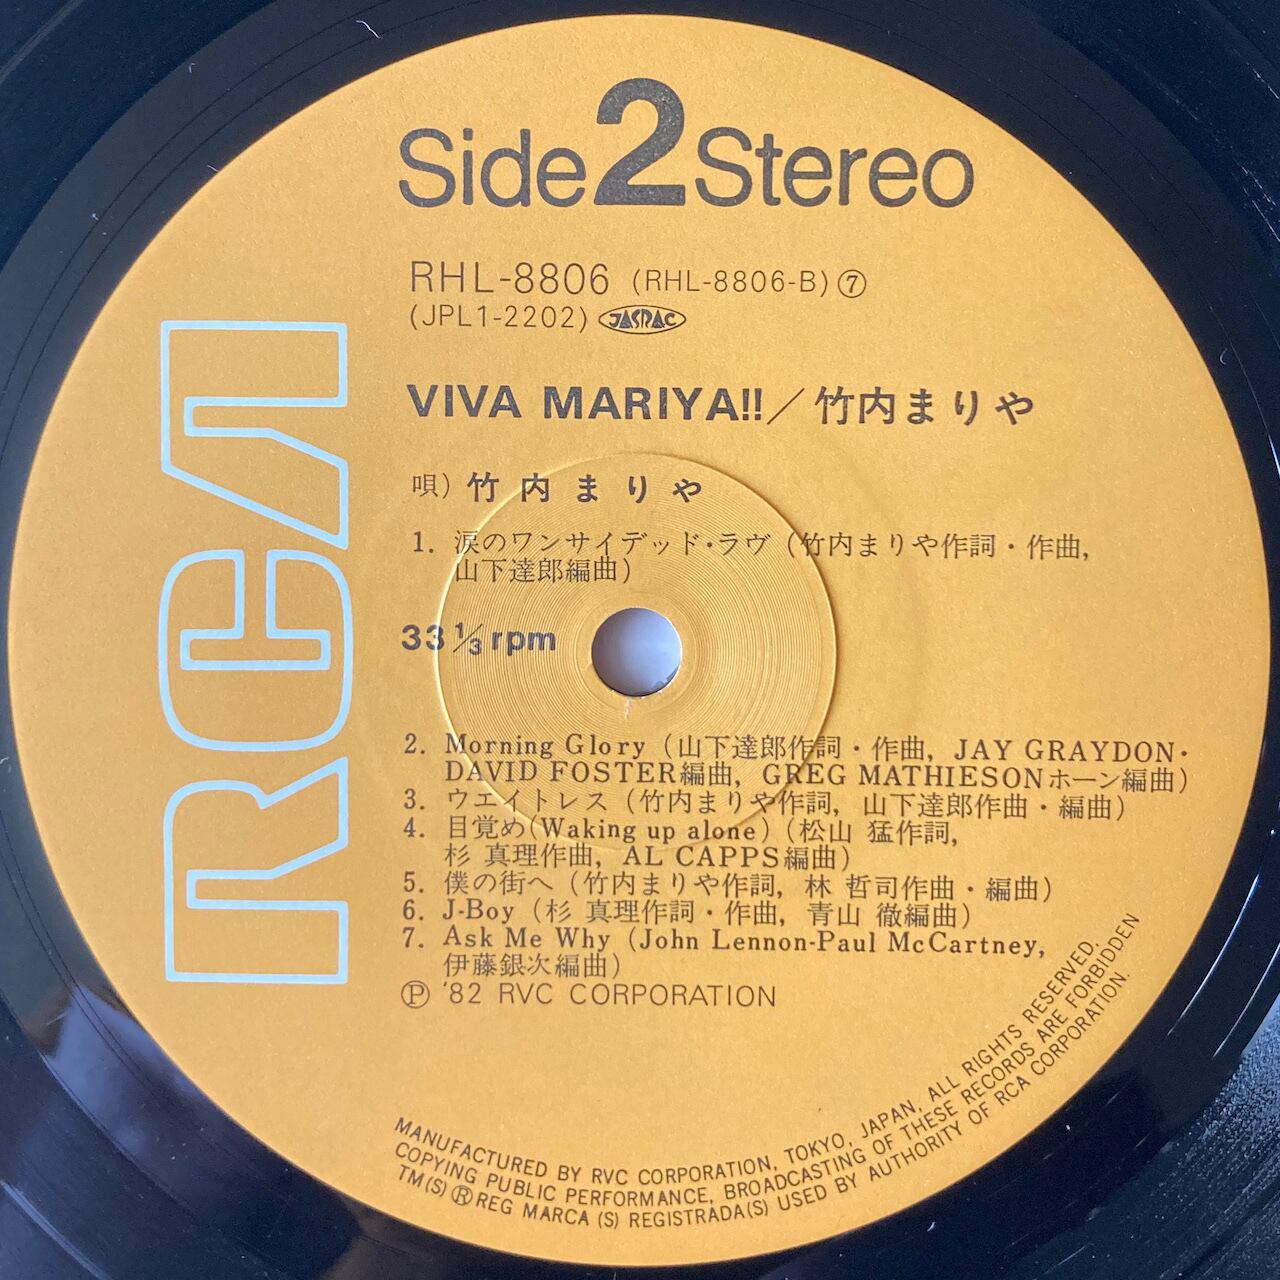 Side 2 Stereo
RHL-8806 (RHL-8806-B) ⑦
(JPL1-2202) JASRAC
VIVA MARIYA!!／竹内まりや
唄）竹内まりや
1. 涙のワンサイデッド・ラヴ（竹内まりや作詞・作曲，
山下達郎編曲）
33 1/3 rpm
2. Morning Glory（山下達郎作詞・作曲，JAY GRAYDON・
DAVID FOSTER編曲，GREG MATHIESONホーン編曲）
3. ウエイトレス（竹内まりや作詞，山下達郎作曲・編曲）
4. 目覚め(Waking up alone)（松山 猛作詞，
杉 真理作曲，AL CAPPS編曲）
5. 僕の街へ（竹内まりや作詞，林 哲司作曲・編曲）
6. J-Boy（杉 真理作詞・作曲，青山 徹編曲）
7. Ask Me Why（John Lennon-Paul McCartney,
伊藤銀次編曲）
Ⓟ '82 RVC CORPORATION
RCA
MANUFACTURED BY RVC CORPORATION, TOKYO, JAPAN, ALL RIGHTS RESERVED.
COPYING PUBLIC PERFORMANCE, BROADCASTING OF THESE RECORDS ARE FORBIDDEN
TM(S) ® REG MARCA (S) REGISTRADA(S) USED BY AUTHORITY OF RCA CORPORATION.